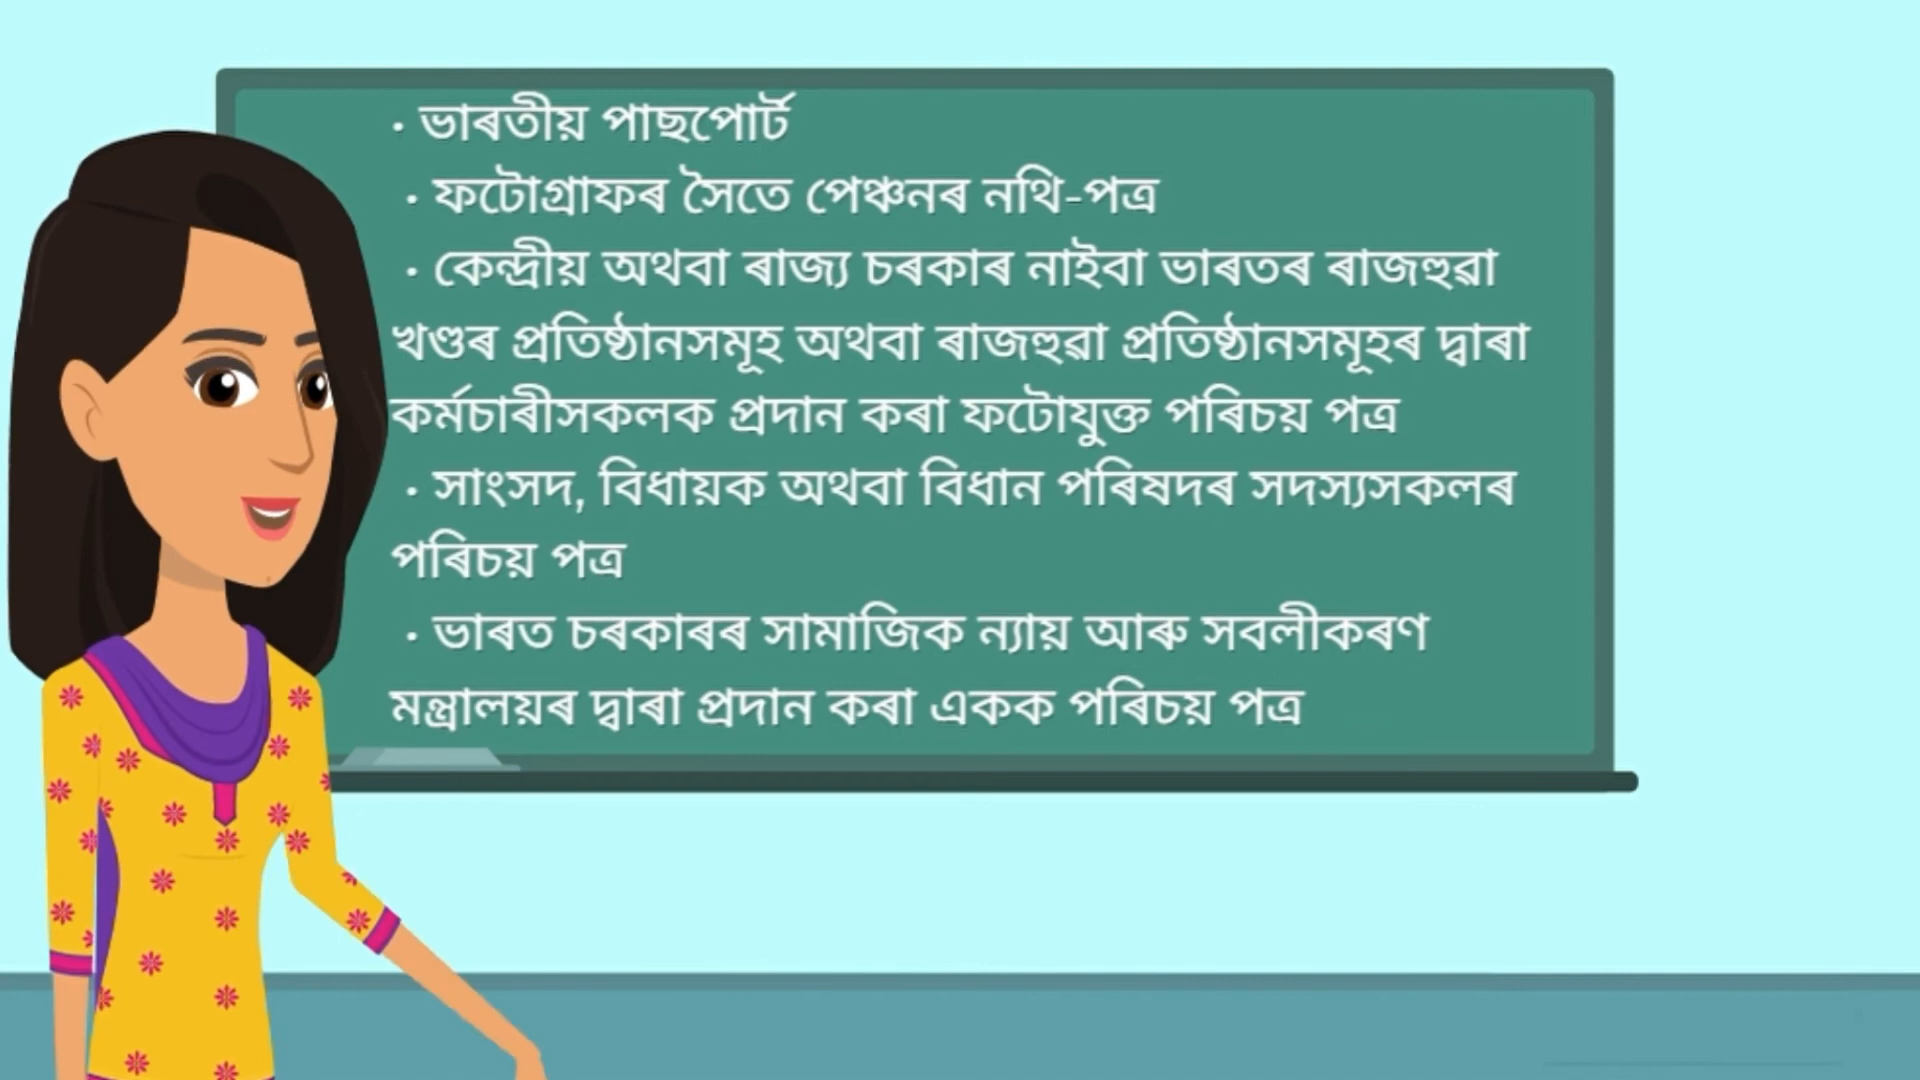 · ভাৰতীয় পাছপোৰ্ট
· ফটোগ্ৰাফৰ সৈতে পেঞ্চনৰ নথি-পত্ৰ
· কেন্দ্ৰীয় অথবা ৰাজ্য চৰকাৰ নাইবা ভাৰতৰ ৰাজহুৱা
খণ্ডৰ প্ৰতিষ্ঠানসমূহ অথবা ৰাজহুৱা প্ৰতিষ্ঠানসমূহৰ দ্বাৰা
কৰ্মচাৰীসকলক প্ৰদান কৰা ফটোযুক্ত পৰিচয় পত্ৰ
· সাংসদ, বিধায়ক অথবা বিধান পৰিষদৰ সদস্যসকলৰ
পৰিচয় পত্ৰ
· ভাৰত চৰকাৰৰ সামাজিক ন্যায় আৰু সবলীকৰণ
মন্ত্ৰালয়ৰ দ্বাৰা প্ৰদান কৰা একক পৰিচয় পত্ৰ